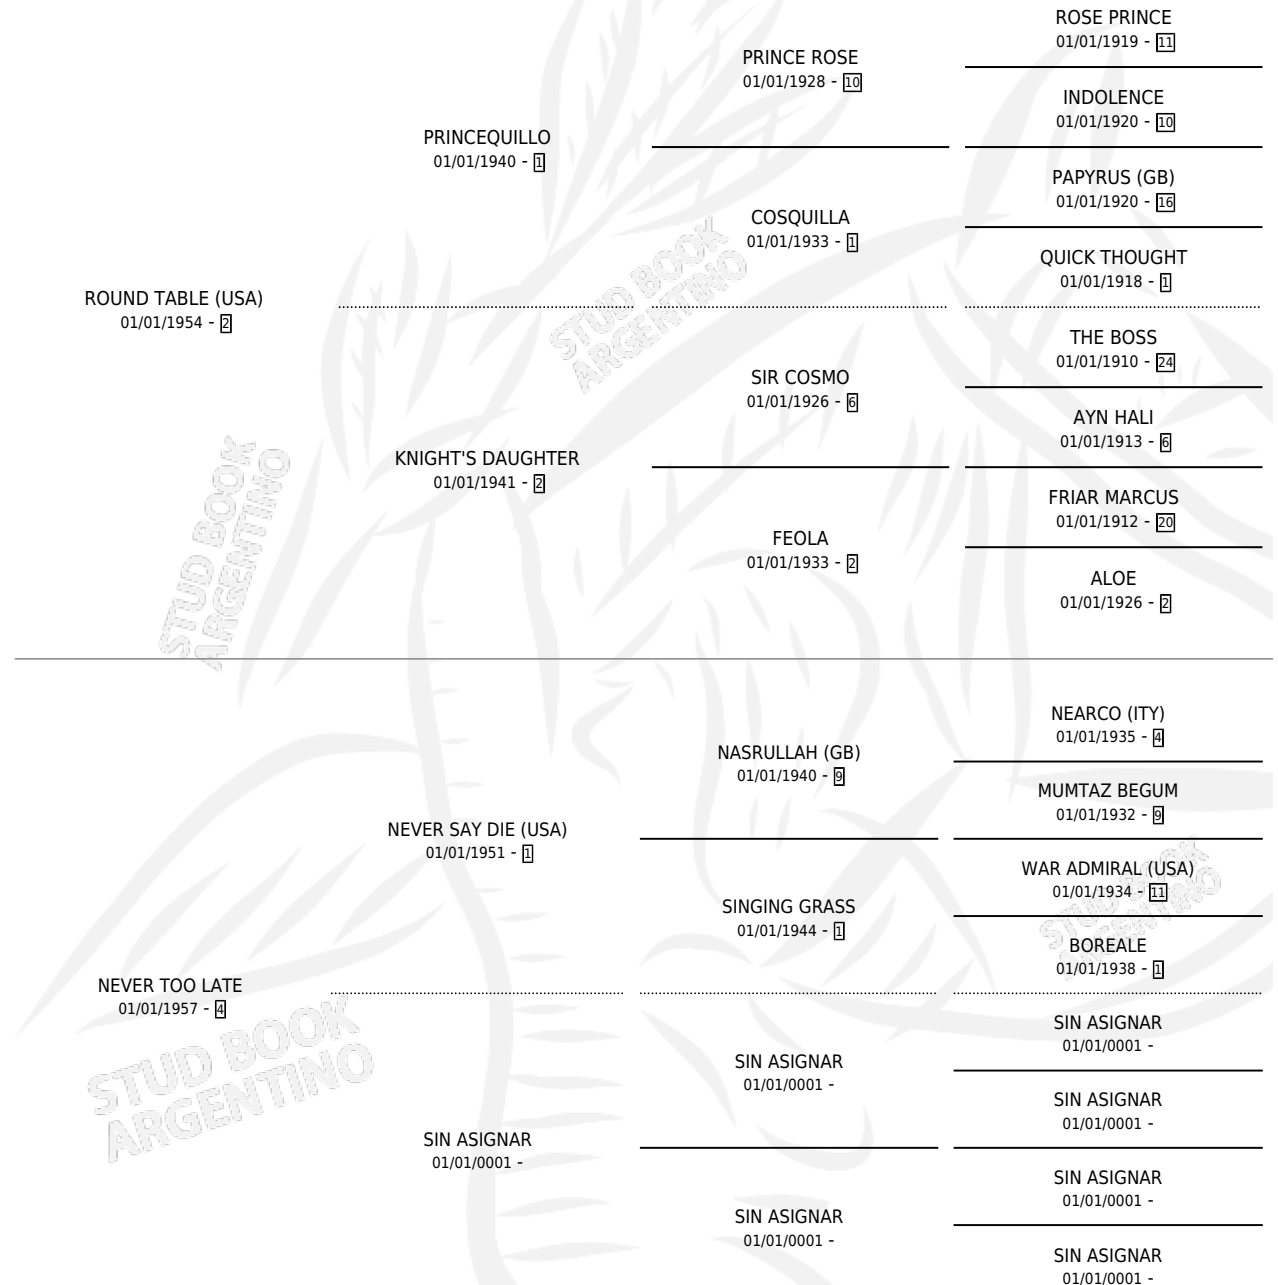 ROSE PRINCE
01/01/1919 - 11
PRINCE ROSE
01/01/1928 - 10
INDOLENCE
01/01/1920 - 10
PRINCEQUILLO
01/01/1940 - 1
PAPYRUS (GB)
01/01/1920 - 16
COSQUILLA
01/01/1933 - 1
QUICK THOUGHT
01/01/1918 - 1
ROUND TABLE (USA)
01/01/1954 - 2
THE BOSS
01/01/1910 - 24
SIR COSMO
01/01/1926 - 6
AYN HALI
01/01/1913 - 6
KNIGHT'S DAUGHTER
01/01/1941 - 2
FRIAR MARCUS
01/01/1912 - 20
FEOLA
01/01/1933 - 2
ALOE
01/01/1926 - 2
NEARCO (ITY)
01/01/1935 - 4
NASRULLAH (GB)
01/01/1940 - 9
MUMTAZ BEGUM
01/01/1932 - 9
NEVER SAY DIE (USA)
01/01/1951 - 1
WAR ADMIRAL (USA)
01/01/1934 - 11
SINGING GRASS
01/01/1944 - 1
BOREALE
01/01/1938 - 1
NEVER TOO LATE
01/01/1957 - 4
SIN ASIGNAR
01/01/0001 -
SIN ASIGNAR
01/01/0001 -
SIN ASIGNAR
01/01/0001 -
SIN ASIGNAR
01/01/0001 -
SIN ASIGNAR
01/01/0001 -
SIN ASIGNAR
01/01/0001 -
SIN ASIGNAR
01/01/0001 -
STUD BOOK
ARGENTINO
STUD BOOK
ARGENTINO
STUD BOOK
ARGENTINO
STUD BOOK
ARGENTINO